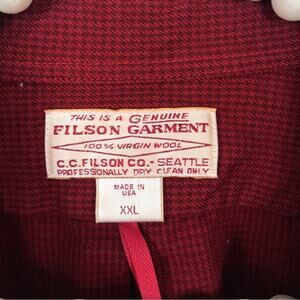 THIS IS A GENUINE
FILSON GARMENT
100% VIRGIN WOOL
C.C. FILSON CO.- SEATTLE
PROFESSIONALLY DRY CLEAN ONLY
MADE IN
USA
XXL